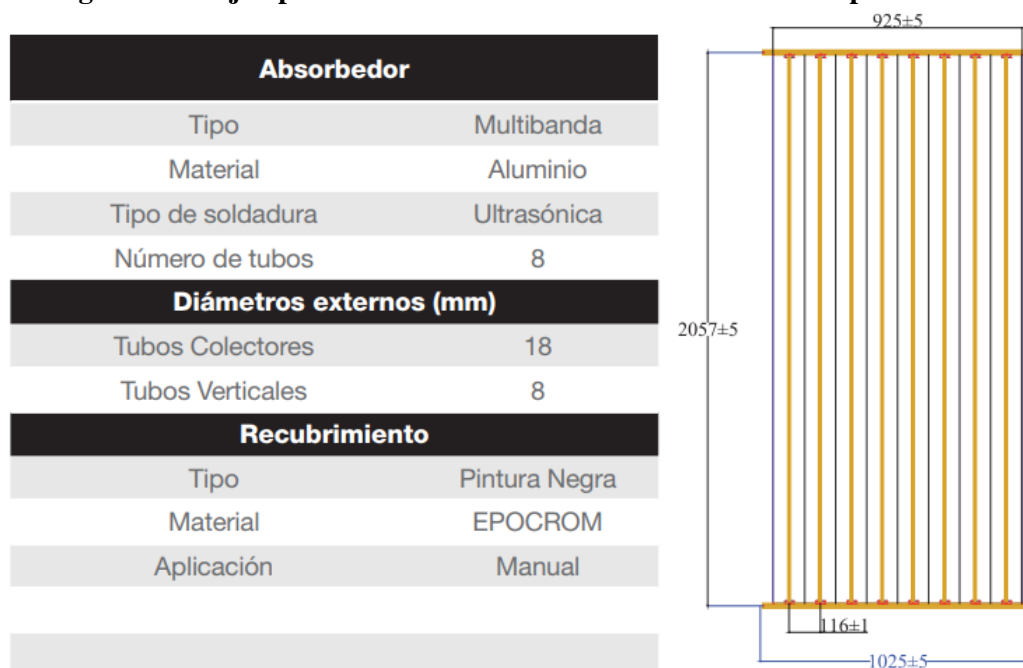 Absorbedor
Tipo Multibanda
Material Aluminio
Tipo de soldadura Ultrasónica
Número de tubos 8
Diámetros externos (mm)
Tubos Colectores 18
Tubos Verticales 8
Recubrimiento
Tipo Pintura Negra
Material EPOCROM
Aplicación Manual
925±5
2057±5
116±1
1025±5